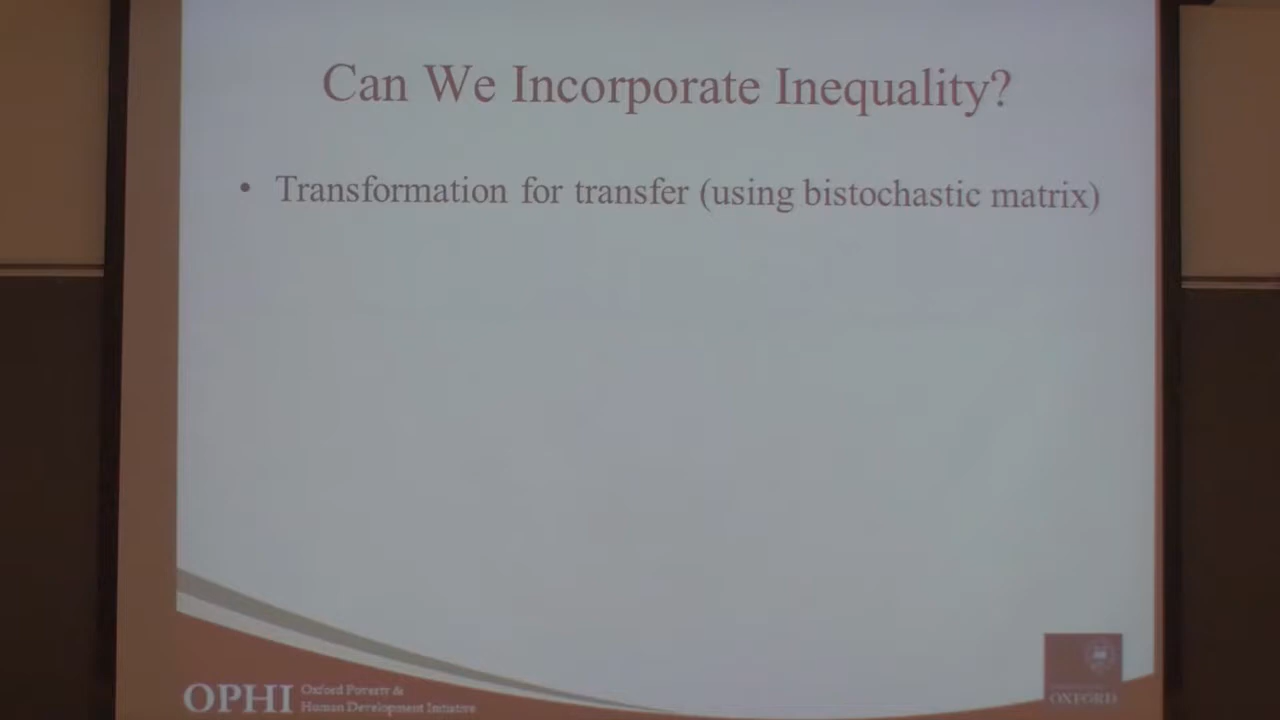 Can We Incorporate Inequality?
• Transformation for transfer (using bistochastic matrix)
OPHI
Oxford Poverty &
Human Development Initiative
OXFORD